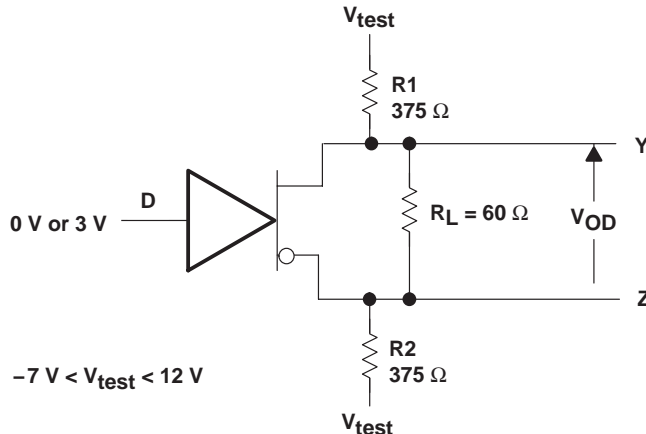 Vtest
R1
375 Ω
Y
D
0 V or 3 V
RL = 60 Ω
VOD
Z
R2
375 Ω
–7 V < Vtest < 12 V
Vtest